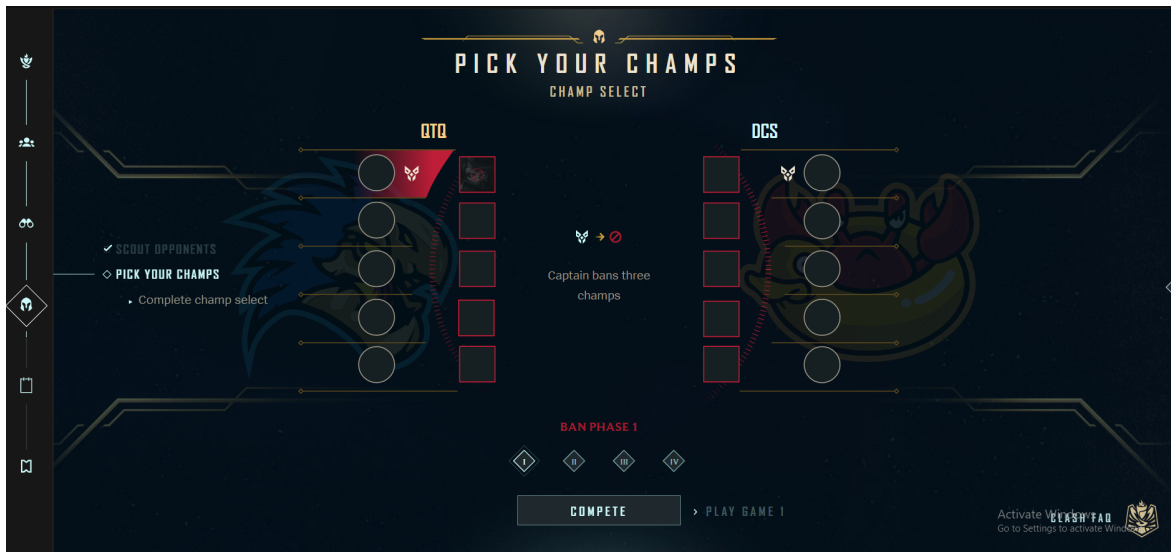 PICK YOUR CHAMPS
CHAMP SELECT
QTQ
DCS
SCOUT OPPONENTS
PICK YOUR CHAMPS
Complete champ select
Captain bans three
champs
BAN PHASE 1
I
II
III
IV
COMPETE
PLAY GAME 1
Activate Windows
CLASH FAQ
Go to Settings to activate Windows